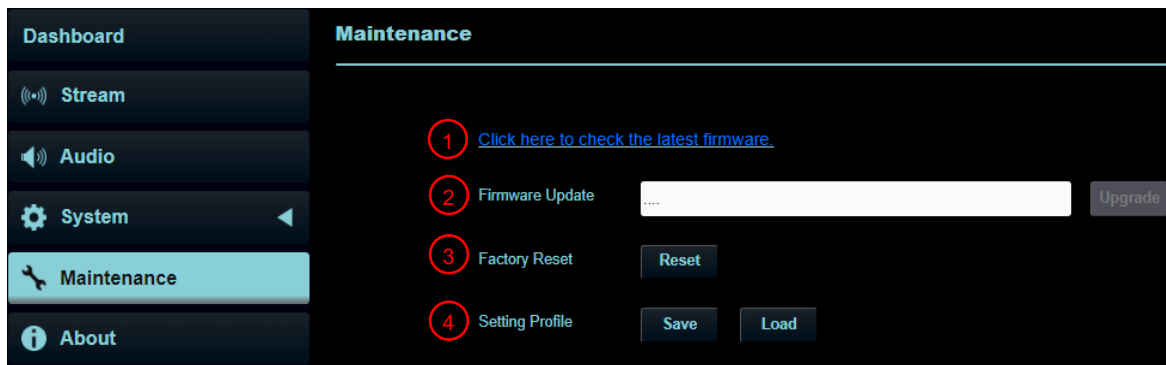 Dashboard
Stream
Audio
System
Maintenance
About
Maintenance
1 Click here to check the latest firmware.
2 Firmware Update .... Upgrade
3 Factory Reset Reset
4 Setting Profile Save Load